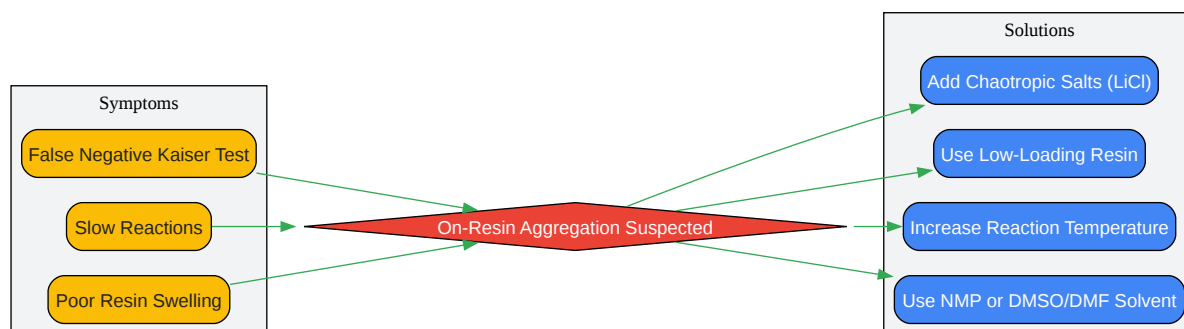 Symptoms
False Negative Kaiser Test
Slow Reactions
Poor Resin Swelling
On-Resin Aggregation Suspected
Solutions
Add Chaotropic Salts (LiCl)
Use Low-Loading Resin
Increase Reaction Temperature
Use NMP or DMSO/DMF Solvent